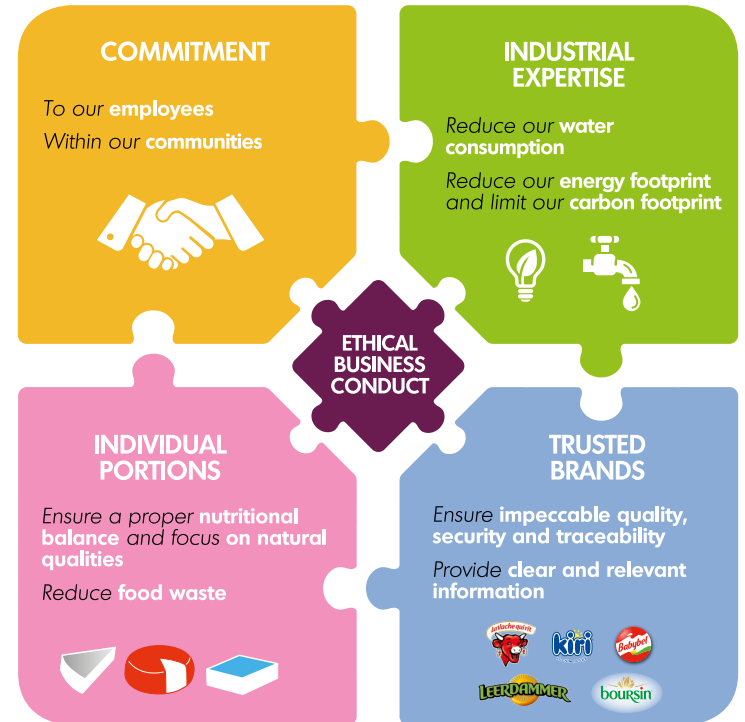 COMMITMENT
To our employees
Within our communities
INDUSTRIAL
EXPERTISE
Reduce our water
consumption
Reduce our energy footprint
and limit our carbon footprint
ETHICAL
BUSINESS
CONDUCT
INDIVIDUAL
PORTIONS
Ensure a proper nutritional
balance and focus on natural
qualities
Reduce food waste
TRUSTED
BRANDS
Ensure impeccable quality,
security and traceability
Provide clear and relevant
information
La vache qui rit
kiri
Babybel
LEERDAMMER
boursin